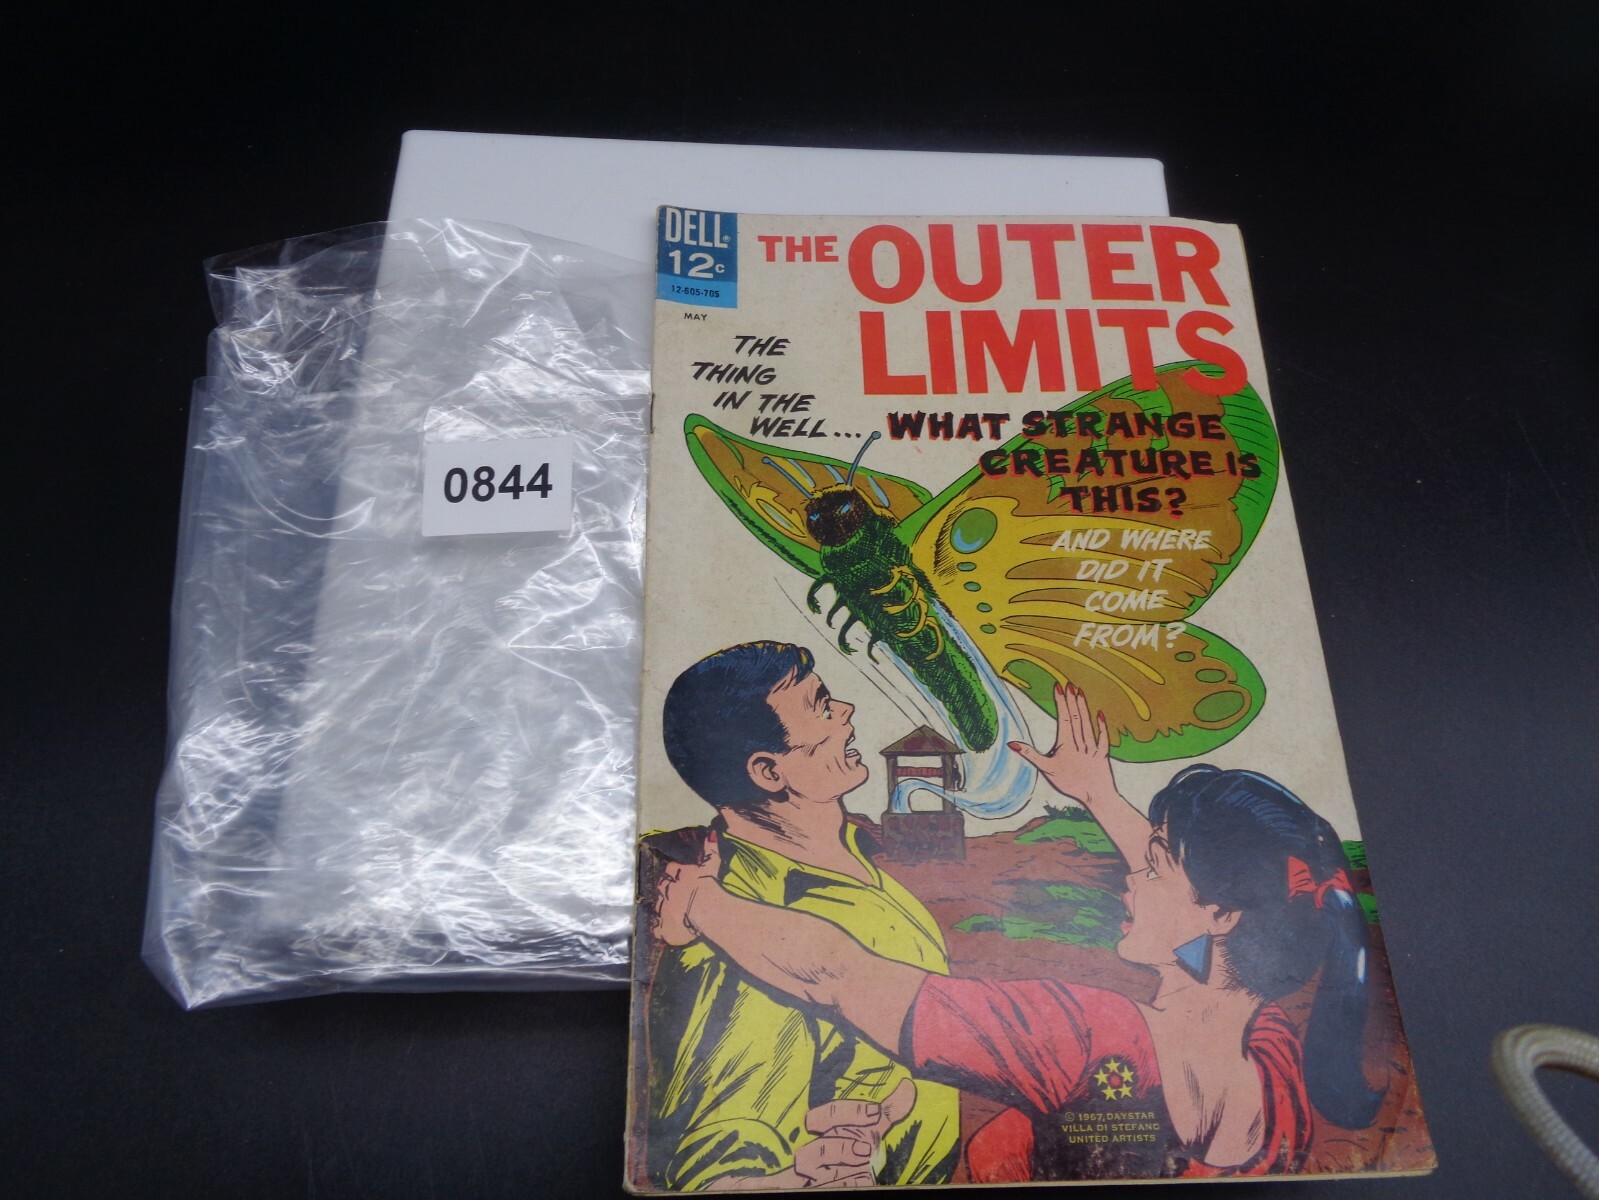 DELL
12c
12-605-705
MAY
THE OUTER
LIMITS
THE
THING
IN THE
WELL...
WHAT STRANGE
CREATURE IS
THIS?
AND WHERE
DID IT
COME
FROM?
0844
© 1967, DAYSTAR
VILLA DI STEFANO
UNITED ARTISTS